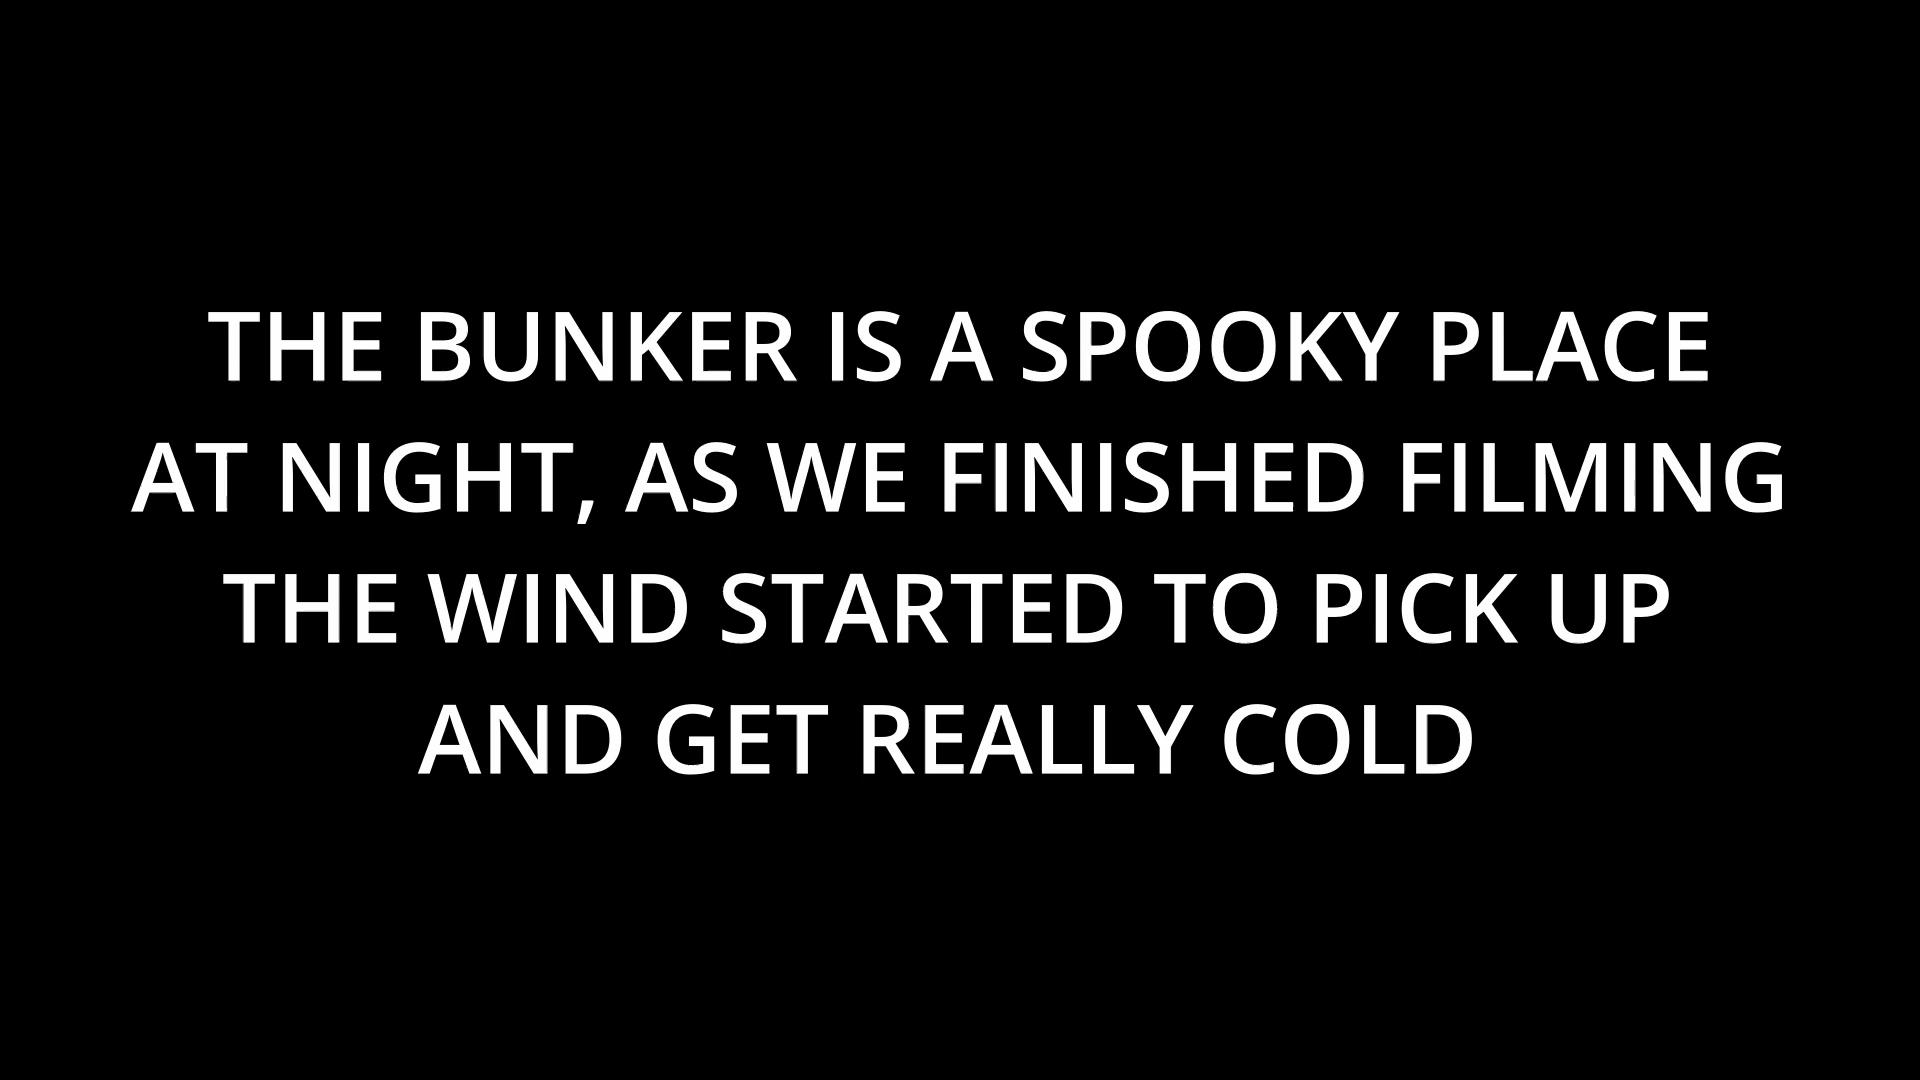 THE BUNKER IS A SPOOKY PLACE
AT NIGHT, AS WE FINISHED FILMING
THE WIND STARTED TO PICK UP
AND GET REALLY COLD